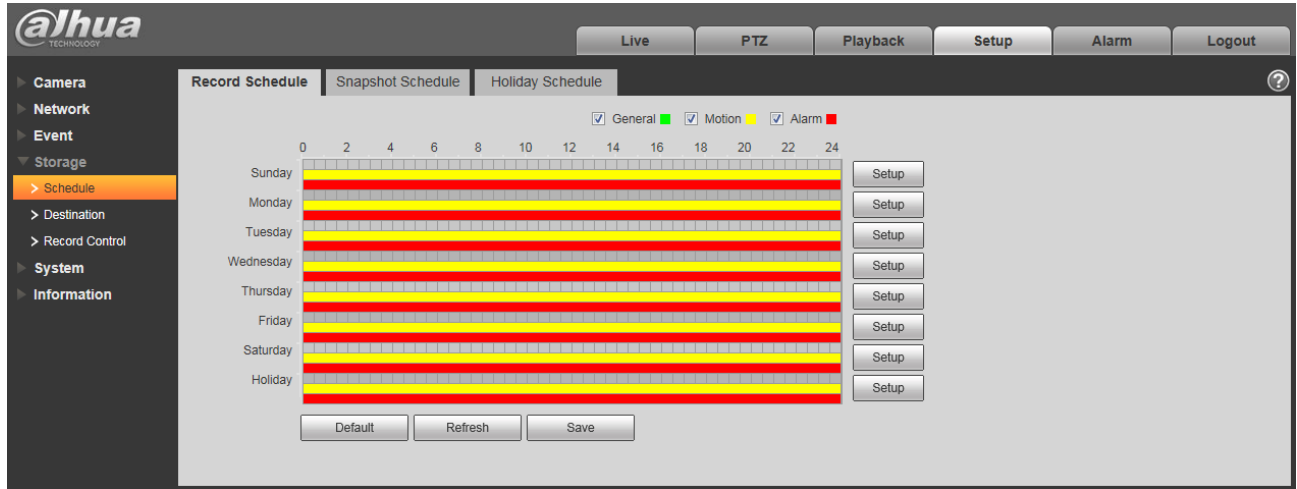 alhua
TECHNOLOGY
Live PTZ Playback Setup Alarm Logout
Camera
Network
Event
Storage
> Schedule
> Destination
> Record Control
System
Information
Record Schedule Snapshot Schedule Holiday Schedule ?
General Motion Alarm
0 2 4 6 8 10 12 14 16 18 20 22 24
Sunday Setup
Monday Setup
Tuesday Setup
Wednesday Setup
Thursday Setup
Friday Setup
Saturday Setup
Holiday Setup
Default Refresh Save